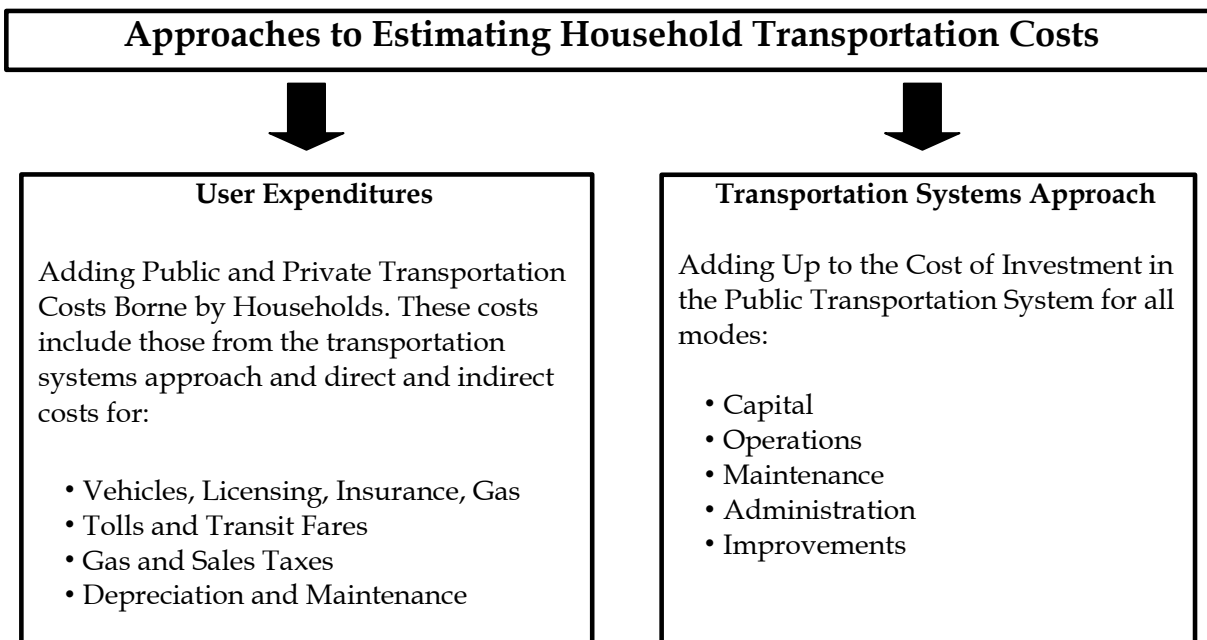 Approaches to Estimating Household Transportation Costs
User Expenditures
Adding Public and Private Transportation
Costs Borne by Households. These costs
include those from the transportation
systems approach and direct and indirect
costs for:
• Vehicles, Licensing, Insurance, Gas
• Tolls and Transit Fares
• Gas and Sales Taxes
• Depreciation and Maintenance
Transportation Systems Approach
Adding Up to the Cost of Investment in
the Public Transportation System for all
modes:
• Capital
• Operations
• Maintenance
• Administration
• Improvements